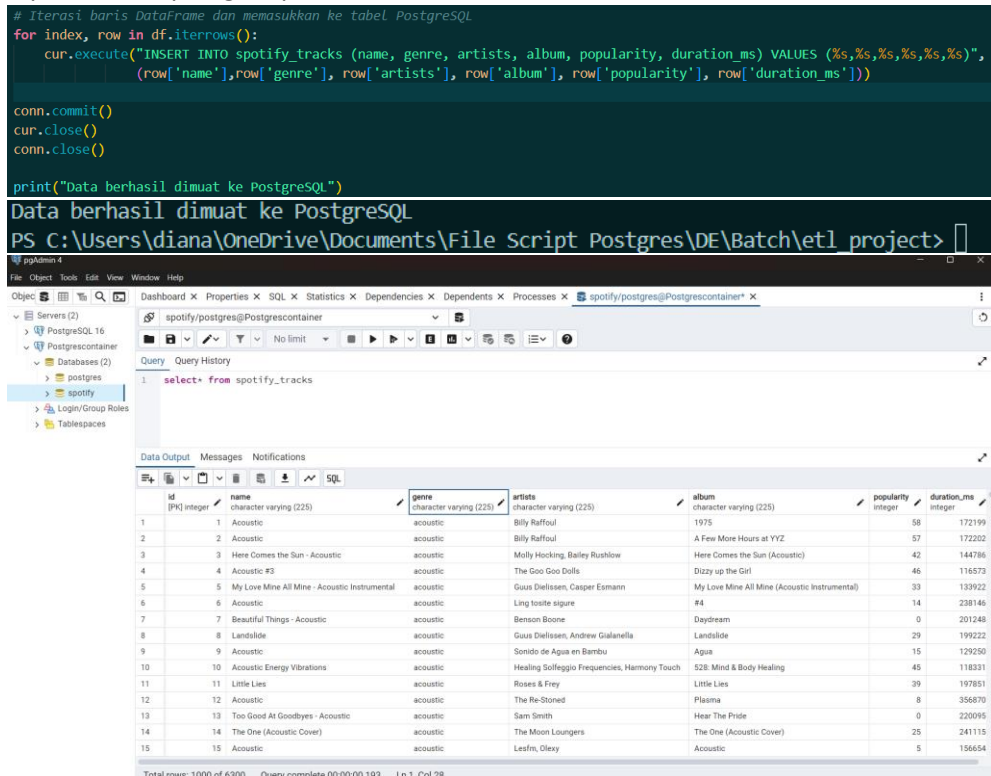 # Iterasi baris DataFrame dan memasukkan ke tabel PostgreSQL
for index, row in df.iterrows():
cur.execute("INSERT INTO spotify_tracks (name, genre, artists, album, popularity, duration_ms) VALUES (%s,%s,%s,%s,%s,%s)",
(row['name'],row['genre'], row['artists'], row['album'], row['popularity'], row['duration_ms']))
conn.commit()
cur.close()
conn.close()
print("Data berhasil dimuat ke PostgreSQL")
Data berhasil dimuat ke PostgreSQL
PS C:\Users\diana\OneDrive\Documents\File Script Postgres\DE\Batch\etl_project>
pgAdmin 4
File Object Tools Edit View Window Help
Objec Dashboard X Properties X SQL X Statistics X Dependencies X Dependents X Processes X spotify/postgres@Postgrescontainer* X
Servers (2)
PostgreSQL 16
Postgrescontainer
Databases (2)
postgres
spotify
Login/Group Roles
Tablespaces
spotify/postgres@Postgrescontainer
No limit
Query Query History
1 select* from spotify_tracks
Data Output Messages Notifications
SQL
id name genre artists album popularity duration_ms
[PK] integer character varying (225) character varying (225) character varying (225) character varying (225) integer integer
1 1 Acoustic acoustic Billy Raffoul 1975 58 172199
2 2 Acoustic acoustic Billy Raffoul A Few More Hours at YYZ 57 172202
3 3 Here Comes the Sun - Acoustic acoustic Molly Hocking, Bailey Rushlow Here Comes the Sun (Acoustic) 42 144786
4 4 Acoustic #3 acoustic The Goo Goo Dolls Dizzy up the Girl 46 116573
5 5 My Love Mine All Mine - Acoustic Instrumental acoustic Guus Dielissen, Casper Esmann My Love Mine All Mine (Acoustic Instrumental) 33 133922
6 6 Acoustic acoustic Ling tosite sigure #4 14 238146
7 7 Beautiful Things - Acoustic acoustic Benson Boone Daydream 0 201248
8 8 Landslide acoustic Guus Dielissen, Andrew Gialanella Landslide 29 199222
9 9 Acoustic acoustic Sonido de Agua en Bambu Agua 15 129250
10 10 Acoustic Energy Vibrations acoustic Healing Solfeggio Frequencies, Harmony Touch 528: Mind & Body Healing 45 118331
11 11 Little Lies acoustic Roses & Frey Little Lies 39 197851
12 12 Acoustic acoustic The Re-Stoned Plasma 8 356870
13 13 Too Good At Goodbyes - Acoustic acoustic Sam Smith Hear The Pride 0 220095
14 14 The One (Acoustic Cover) acoustic The Moon Loungers The One (Acoustic Cover) 25 241115
15 15 Acoustic acoustic Lesfm, Olexy Acoustic 5 156654
Total rows: 1000 of 6300 Query complete 00:00:00.193 Ln 1, Col 28